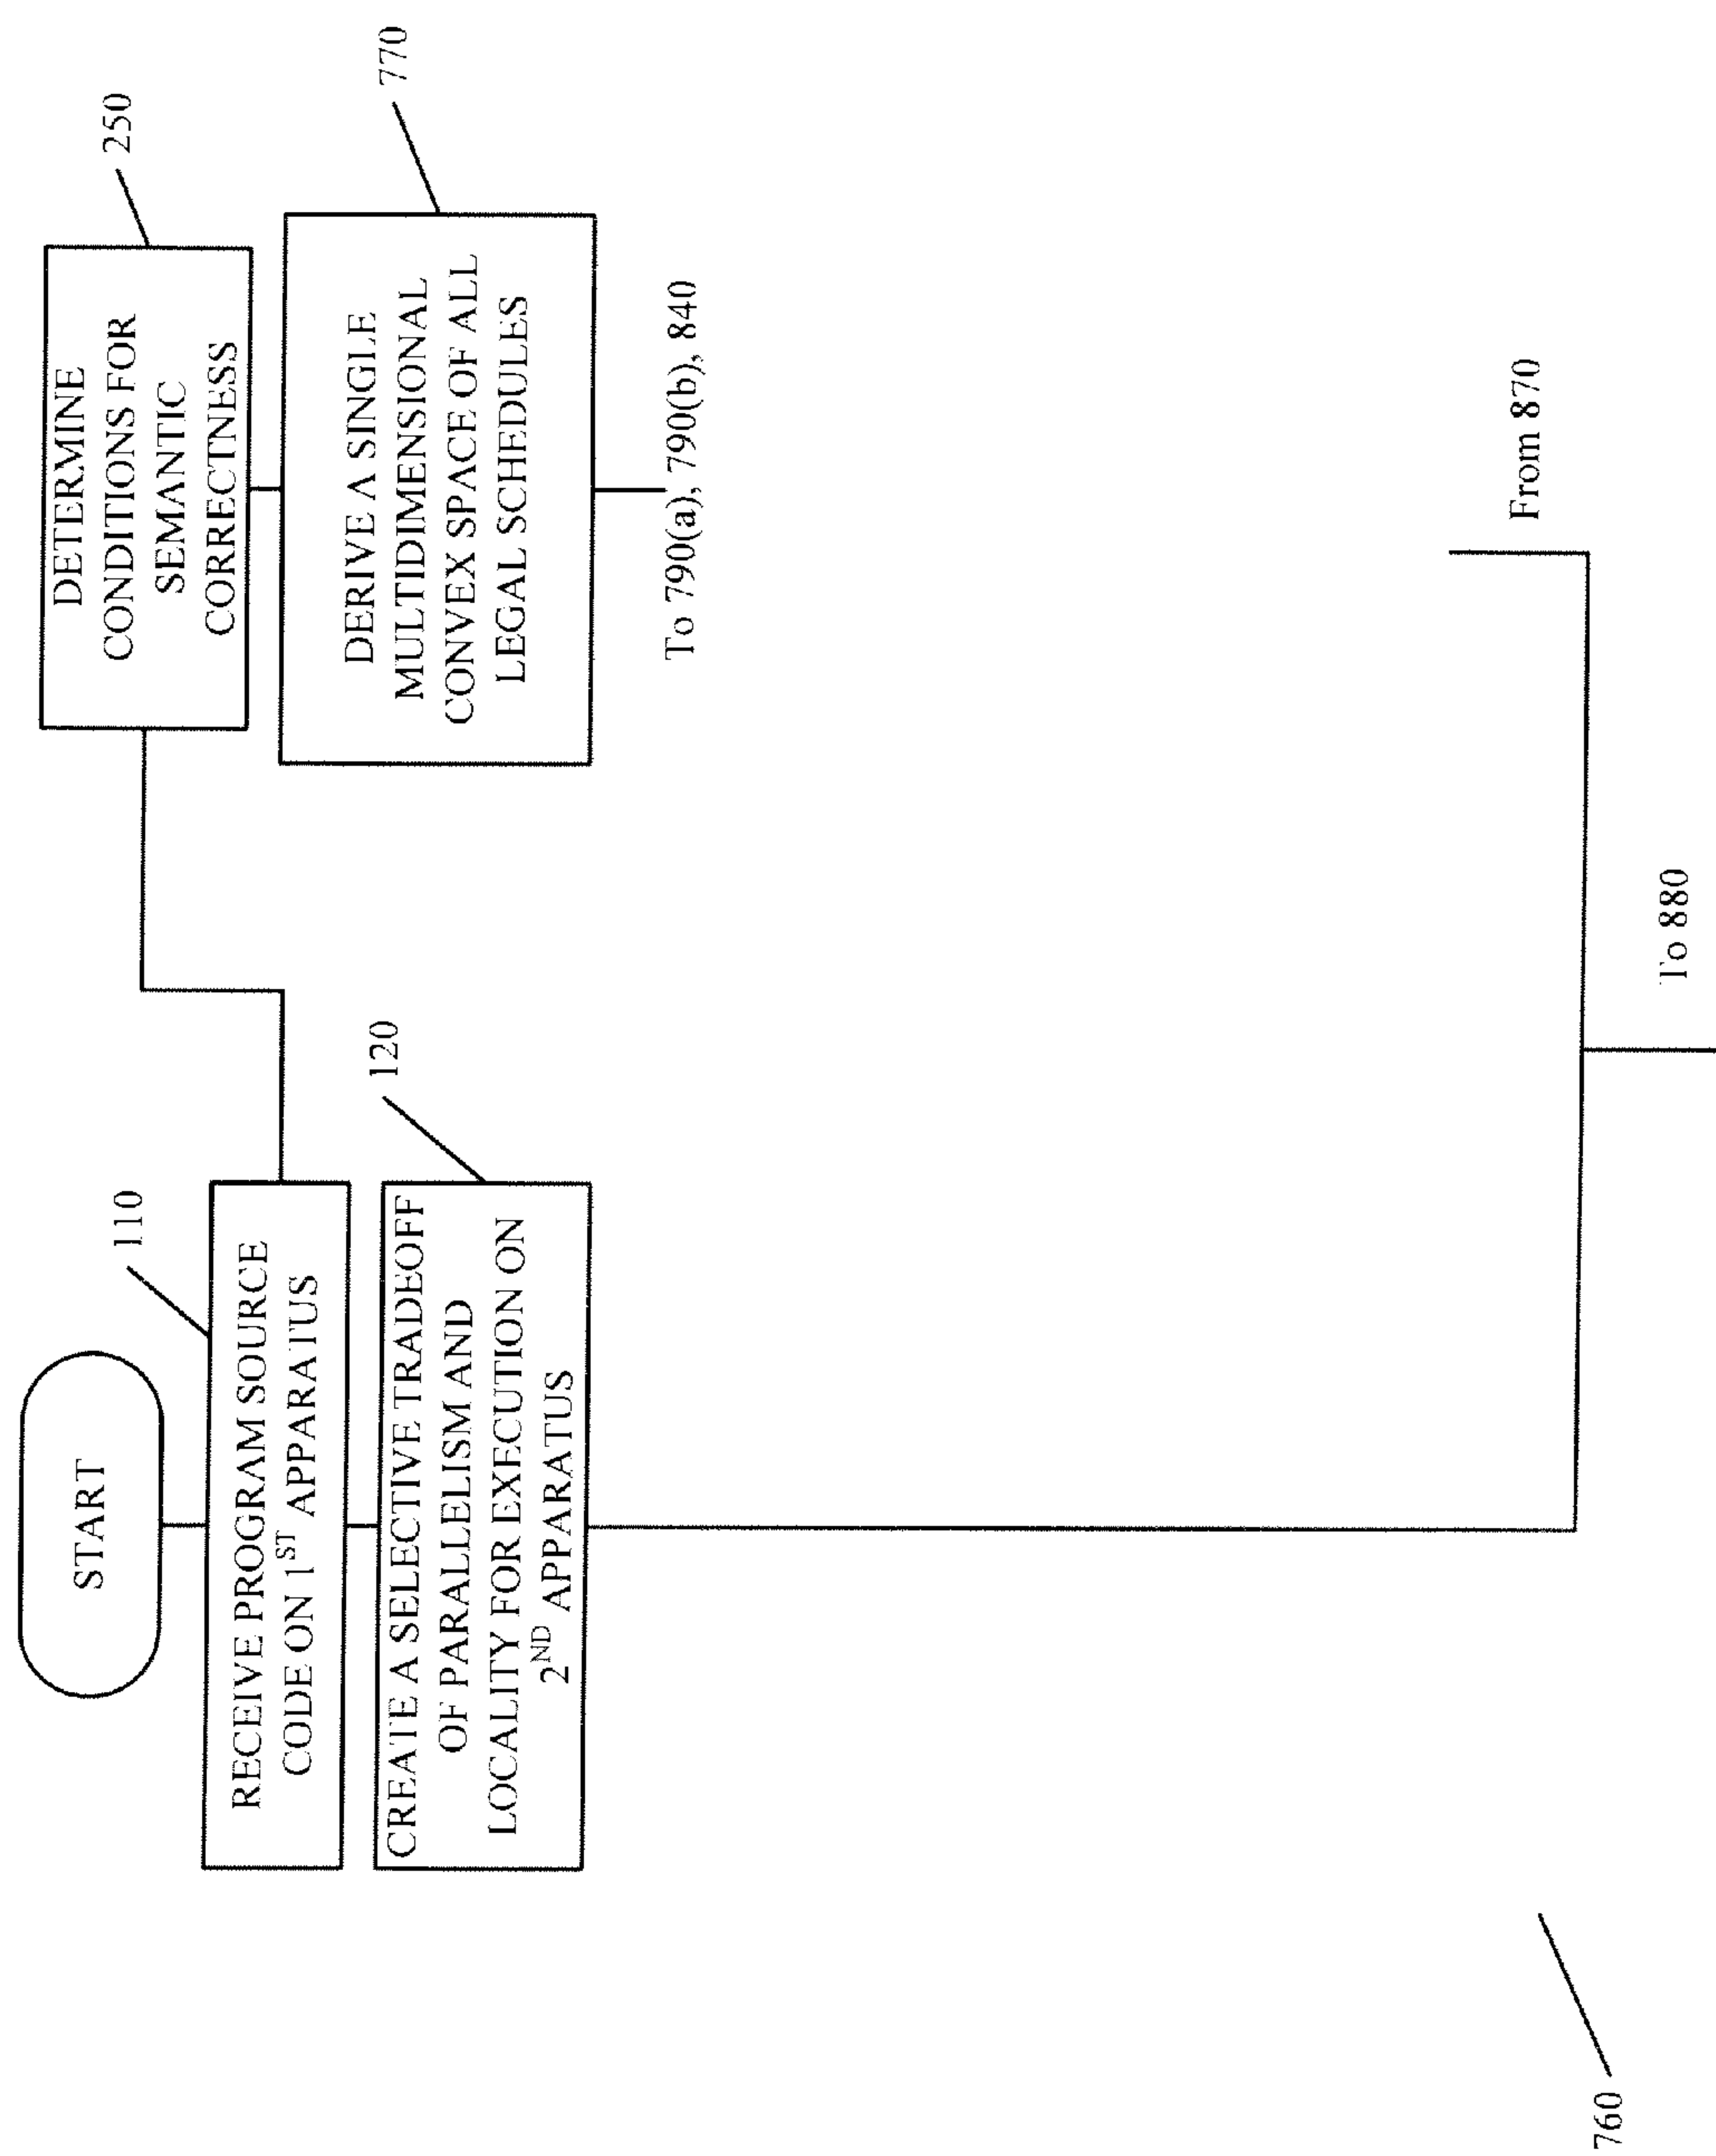 START
110
RECEIVE PROGRAM SOURCE
CODE ON 1ST APPARATUS
120
CREATE A SELECTIVE TRADEOFF
OF PARALLELISM AND
LOCALITY FOR EXECUTION ON
2ND APPARATUS
250
DETERMINE
CONDITIONS FOR
SEMANTIC
CORRECTNESS
770
DERIVE A SINGLE
MULTIDIMENSIONAL
CONVEX SPACE OF ALL
LEGAL SCHEDULES
To 790(a), 790(b), 840
From 870
To 880
760